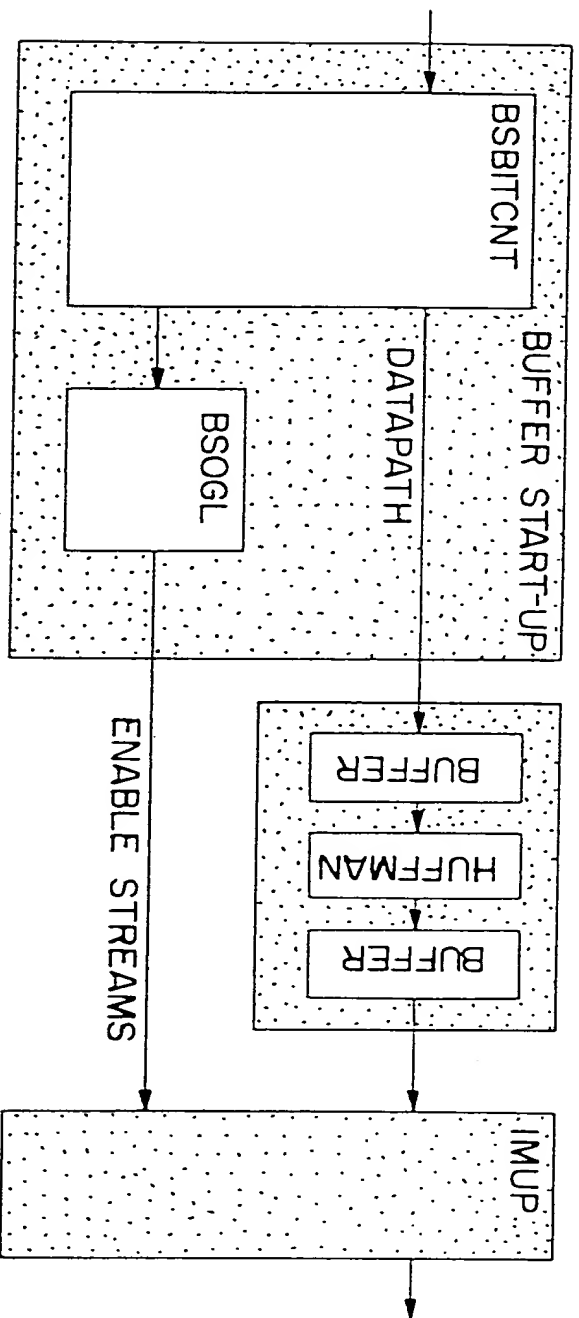 BUFFER START-UP
BSBITCNT
DATAPATH
BSOGL
BUFFER
HUFFMAN
BUFFER
ENABLE STREAMS
IMUP